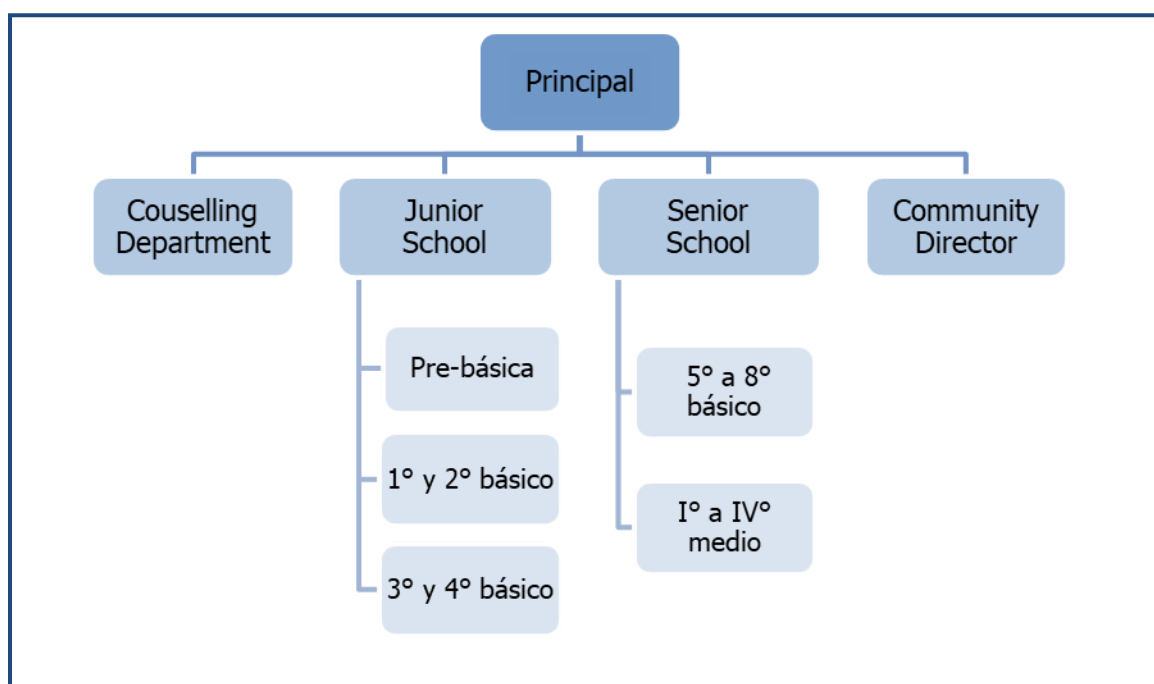 Principal
Couselling
Department
Junior
School
Senior
School
Community
Director
Pre-básica
1° y 2° básico
3° y 4° básico
5° a 8°
básico
I° a IV°
medio